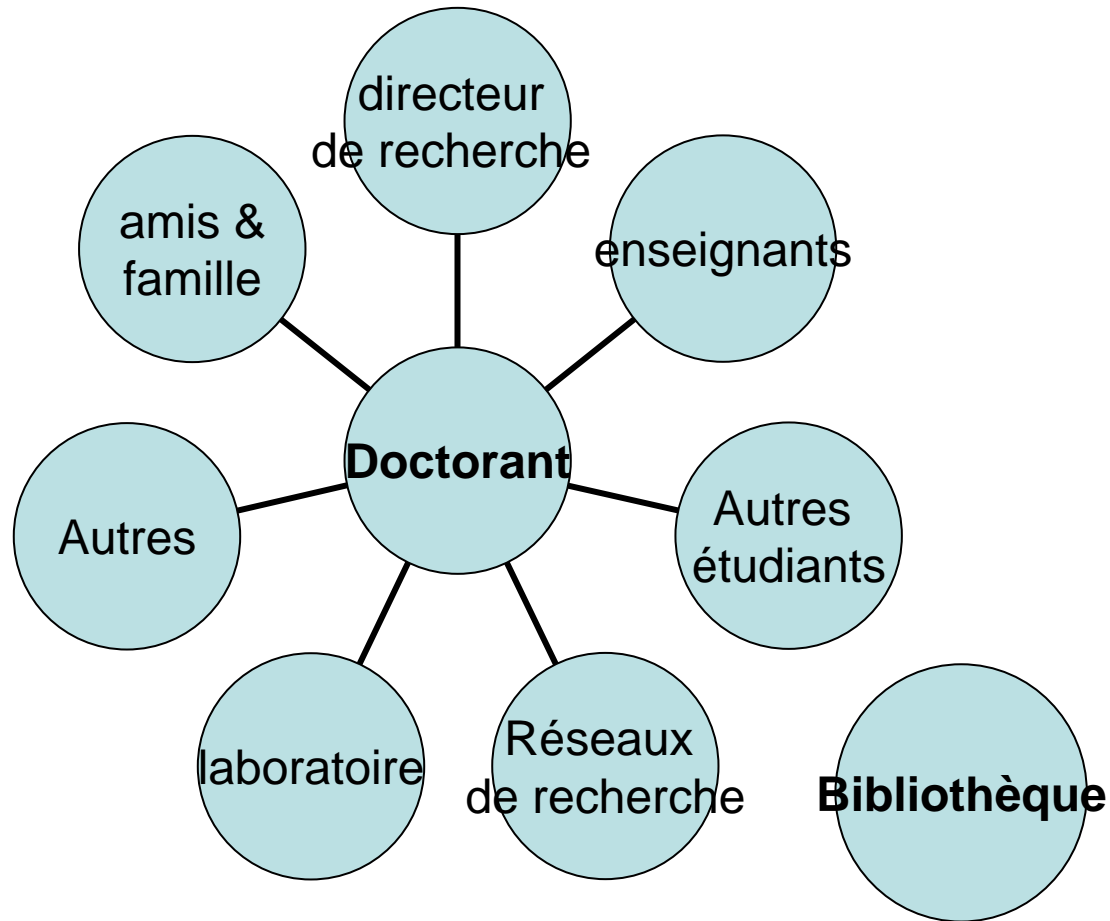 directeur
de recherche
amis &
famille
enseignants
Doctorant
Autres
Autres
étudiants
laboratoire
Réseaux
de recherche
Bibliothèque